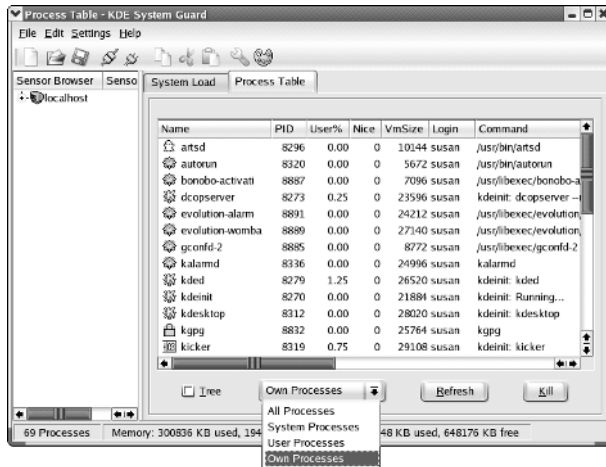 Process Table - KDE System Guard
File Edit Settings Help
Sensor Browser Senso
System Load Process Table
localhost
Name PID User% Nice VmSize Login Command
artsd 8296 0.00 0 10144 susan /usr/bin/artsd
autorun 8320 0.00 0 5672 susan /usr/bin/autorun
bonobo-activati 8887 0.00 0 7096 susan /usr/libexec/bonobo-a
dcopserver 8273 0.25 0 23596 susan kdeinit: dcopserver --
evolution-alarm 8891 0.00 0 24212 susan /usr/libexec/evolution
evolution-womba 8889 0.00 0 27140 susan /usr/libexec/evolution
gconfd-2 8885 0.00 0 8772 susan /usr/libexec/gconfd-2
kalarmd 8336 0.00 0 24996 susan kalarmd
kded 8279 1.25 0 26520 susan kdeinit: kded
kdeinit 8270 0.00 0 21884 susan kdeinit: Running...
kdesktop 8312 0.00 0 28020 susan kdeinit: kdesktop
kgpg 8832 0.00 0 25764 susan kgpg
kicker 8319 0.75 0 29108 susan kdeinit: kicker
Tree Own Processes Refresh Kill
All Processes
System Processes
User Processes
Own Processes
69 Processes Memory: 300836 KB used, 194 48 KB used, 648176 KB free